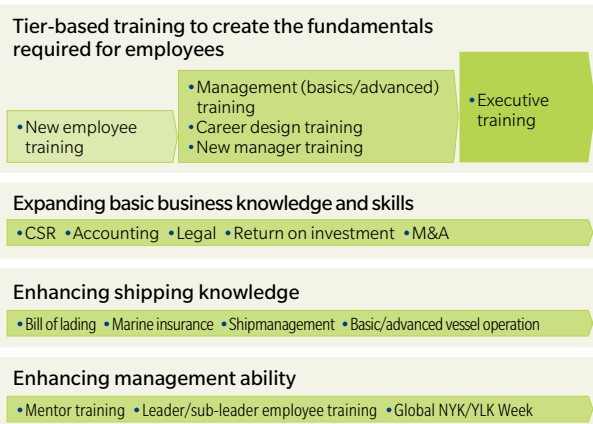 Tier-based training to create the fundamentals
required for employees
•New employee
training
•Management (basics/advanced)
training
•Career design training
•New manager training
•Executive
training
Expanding basic business knowledge and skills
•CSR •Accounting •Legal •Return on investment •M&A
Enhancing shipping knowledge
•Bill of lading •Marine insurance •Shipmanagement •Basic/advanced vessel operation
Enhancing management ability
•Mentor training •Leader/sub-leader employee training •Global NYK/YLK Week